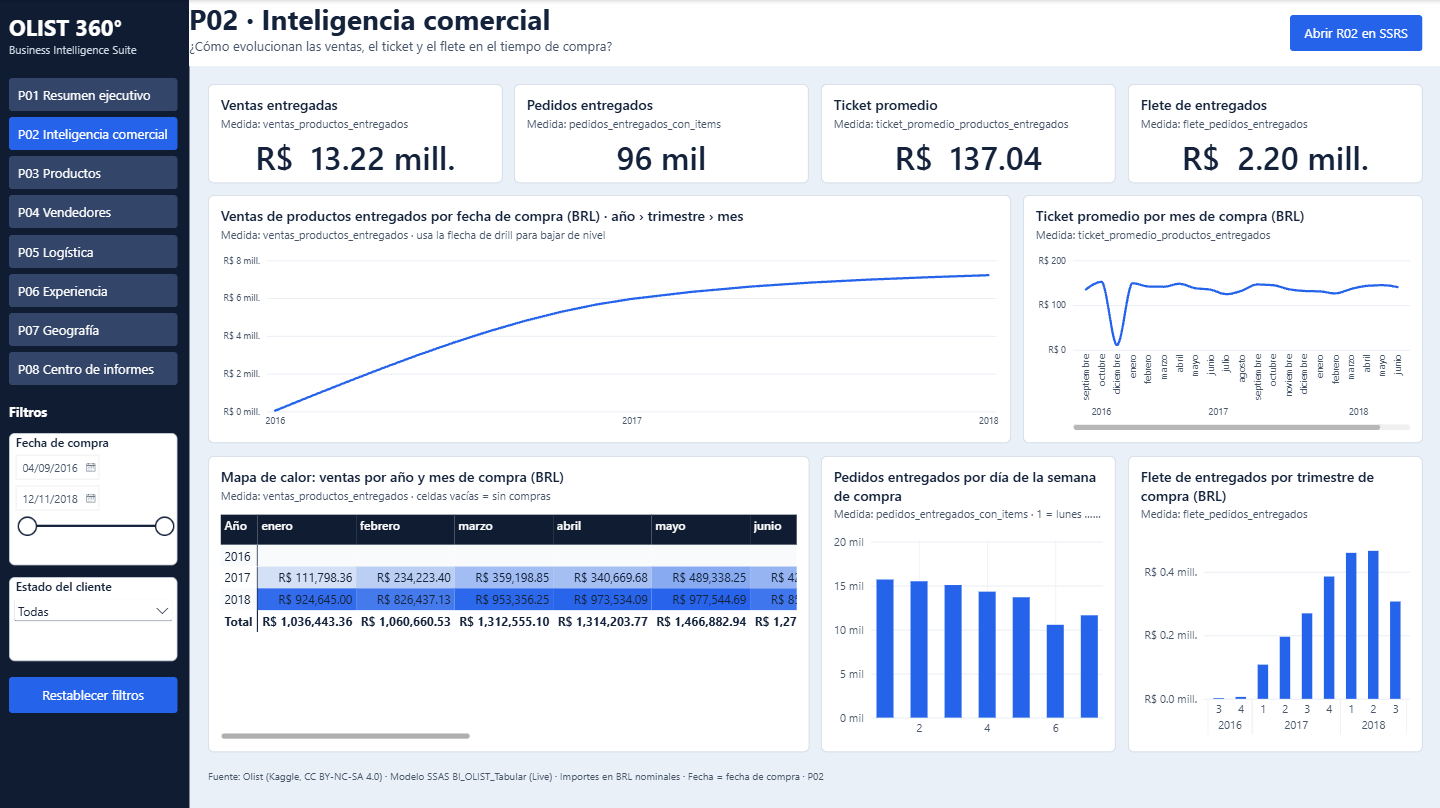 OLIST 360°
Business Intelligence Suite
P01 Resumen ejecutivo
P02 Inteligencia comercial
P03 Productos
P04 Vendedores
P05 Logística
P06 Experiencia
P07 Geografía
P08 Centro de informes
Filtros
Fecha de compra
04/09/2016
12/11/2018
Estado del cliente
Todas
Restablecer filtros
P02 · Inteligencia comercial
¿Cómo evolucionan las ventas, el ticket y el flete en el tiempo de compra?
Abrir R02 en SSRS
Ventas entregadas
Medida: ventas_productos_entregados
R$ 13.22 mill.
Pedidos entregados
Medida: pedidos_entregados_con_items
96 mil
Ticket promedio
Medida: ticket_promedio_productos_entregados
R$ 137.04
Flete de entregados
Medida: flete_pedidos_entregados
R$ 2.20 mill.
Ventas de productos entregados por fecha de compra (BRL) · año › trimestre › mes
Medida: ventas_productos_entregados · usa la flecha de drill para bajar de nivel
R$ 8 mill.
R$ 6 mill.
R$ 4 mill.
R$ 2 mill.
R$ 0 mill.
2016 2017 2018
Ticket promedio por mes de compra (BRL)
Medida: ticket_promedio_productos_entregados
R$ 200
R$ 100
R$ 0
septiembre octubre diciembre enero febrero marzo abril mayo junio julio agosto septiembre octubre noviembre diciembre enero febrero marzo abril mayo junio
2016 2017 2018
Mapa de calor: ventas por año y mes de compra (BRL)
Medida: ventas_productos_entregados · celdas vacías = sin compras
Año enero febrero marzo abril mayo junio
2016
2017 R$ 111,798.36 R$ 234,223.40 R$ 359,198.85 R$ 340,669.68 R$ 489,338.25 R$ 42
2018 R$ 924,645.00 R$ 826,437.13 R$ 953,356.25 R$ 973,534.09 R$ 977,544.69 R$ 85
Total R$ 1,036,443.36 R$ 1,060,660.53 R$ 1,312,555.10 R$ 1,314,203.77 R$ 1,466,882.94 R$ 1,27
Pedidos entregados por día de la semana
de compra
Medida: pedidos_entregados_con_items · 1 = lunes ......
20 mil
15 mil
10 mil
5 mil
0 mil
2 4 6
Flete de entregados por trimestre de
compra (BRL)
Medida: flete_pedidos_entregados
R$ 0.4 mill.
R$ 0.2 mill.
R$ 0.0 mill.
3 4 1 2 3 4 1 2 3
2016 2017 2018
Fuente: Olist (Kaggle, CC BY-NC-SA 4.0) · Modelo SSAS BI_OLIST_Tabular (Live) · Importes en BRL nominales · Fecha = fecha de compra · P02